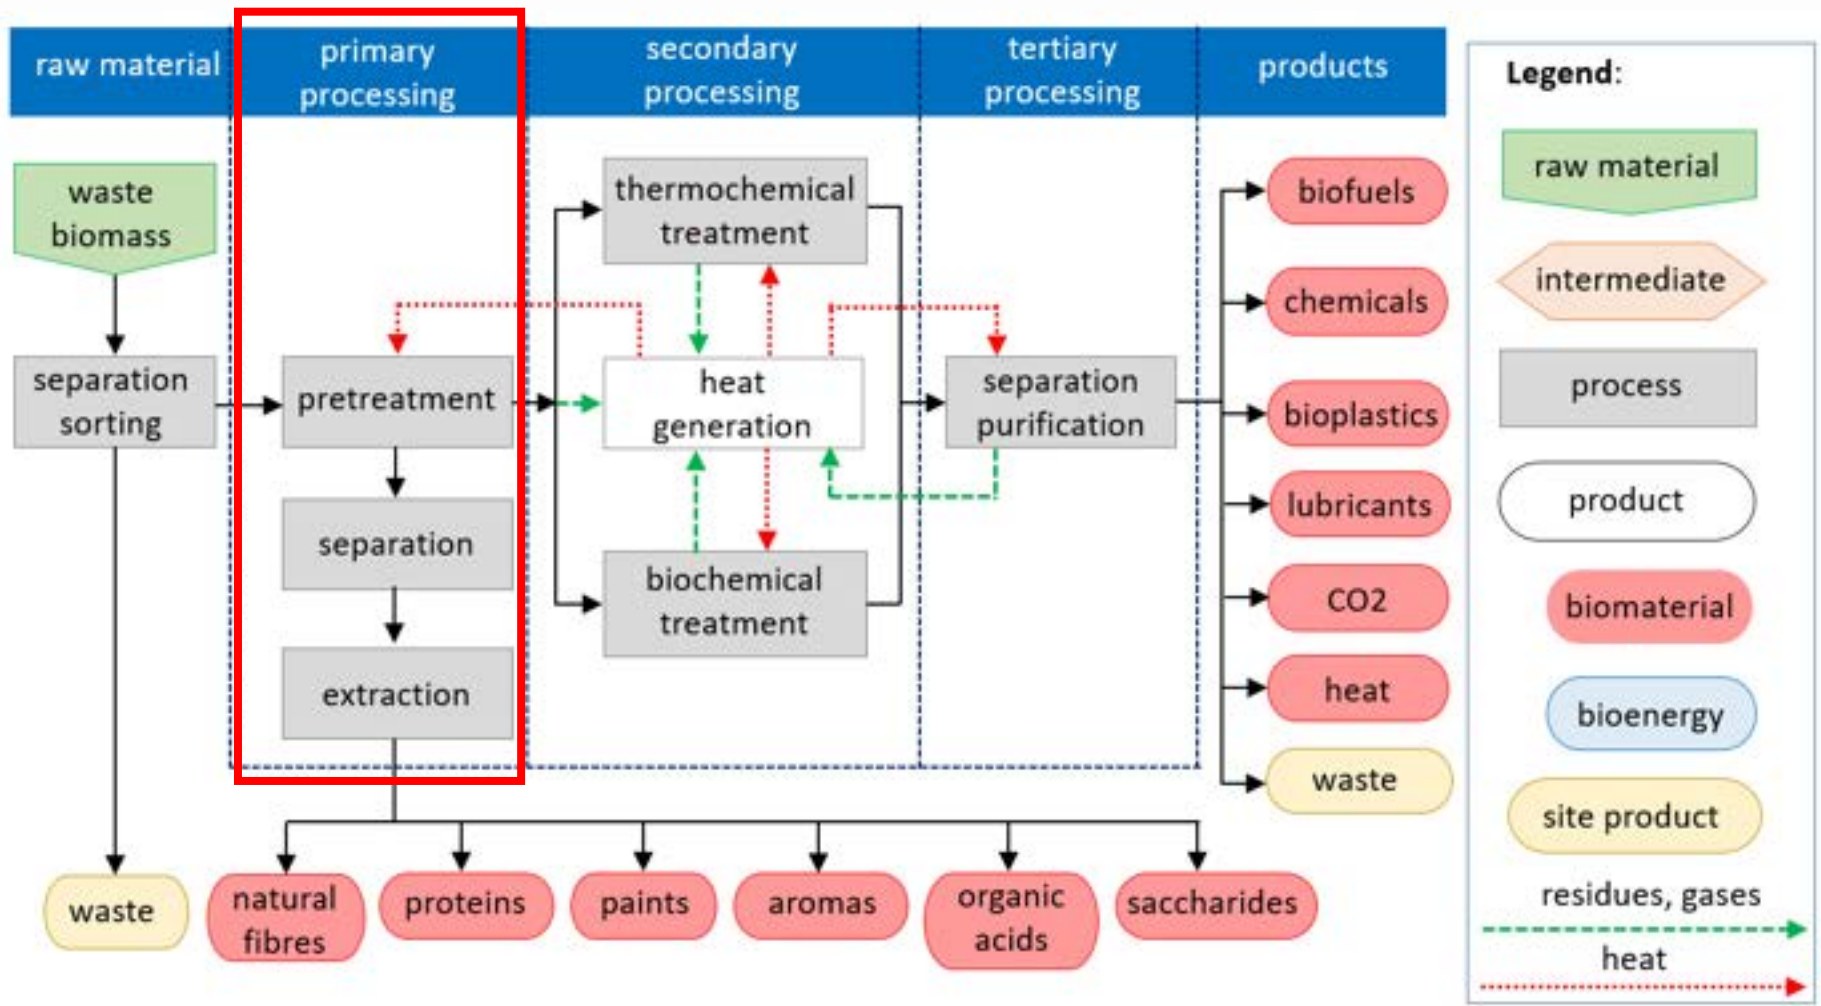 raw material
primary
processing
secondary
processing
tertiary
processing
products
waste
biomass
separation
sorting
pretreatment
separation
extraction
thermochemical
treatment
heat
generation
biochemical
treatment
separation
purification
biofuels
chemicals
bioplastics
lubricants
CO2
heat
waste
waste
natural
fibres
proteins
paints
aromas
organic
acids
saccharides
Legend:
raw material
intermediate
process
product
biomaterial
bioenergy
site product
residues, gases
heat